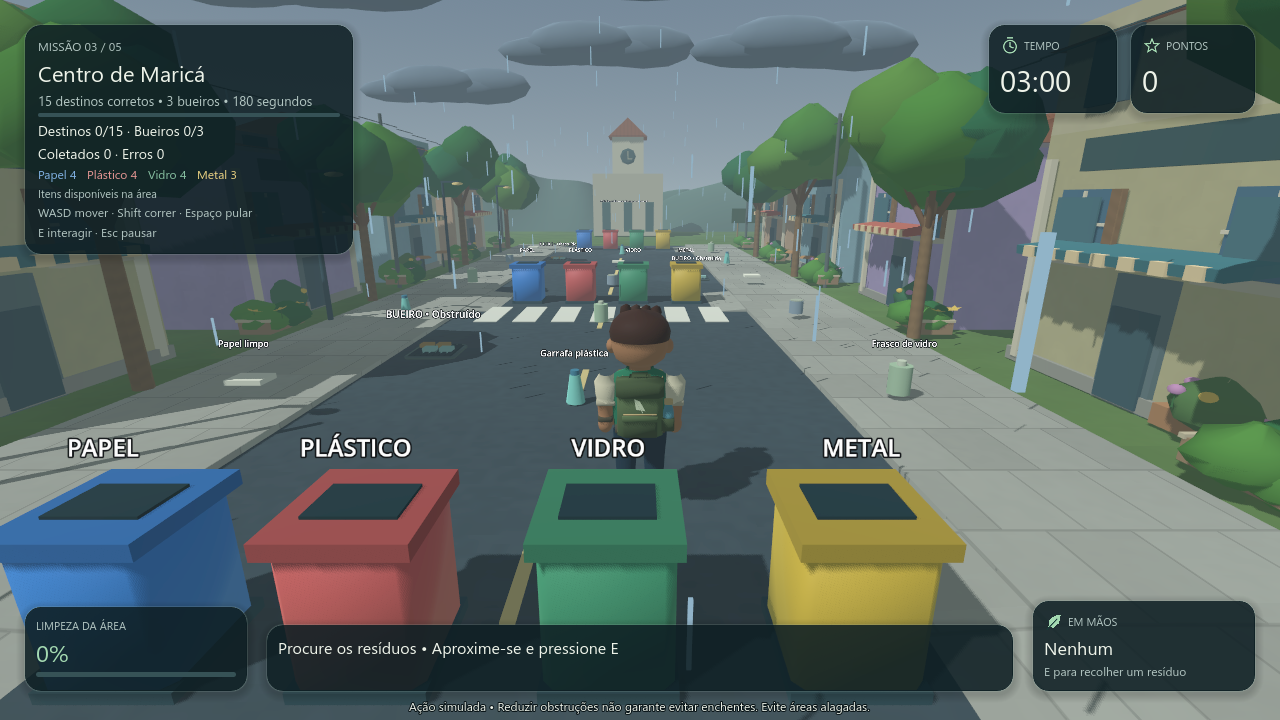 MISSÃO 03 / 05
Centro de Maricá
15 destinos corretos • 3 bueiros • 180 segundos
Destinos 0/15 · Bueiros 0/3
Coletados 0 · Erros 0
Papel 4 Plástico 4 Vidro 4 Metal 3
Itens disponíveis na área
WASD mover · Shift correr · Espaço pular
E interagir · Esc pausar
TEMPO
03:00
PONTOS
0
PLÁSTICO
VIDRO
BUEIRO • Obstruído
Papel limpo
Garrafa plástica
Frasco de vidro
PAPEL
PLÁSTICO
VIDRO
METAL
LIMPEZA DA ÁREA
0%
Procure os resíduos • Aproxime-se e pressione E
EM MÃOS
Nenhum
E para recolher um resíduo
Ação simulada • Reduzir obstruções não garante evitar enchentes. Evite áreas alagadas.